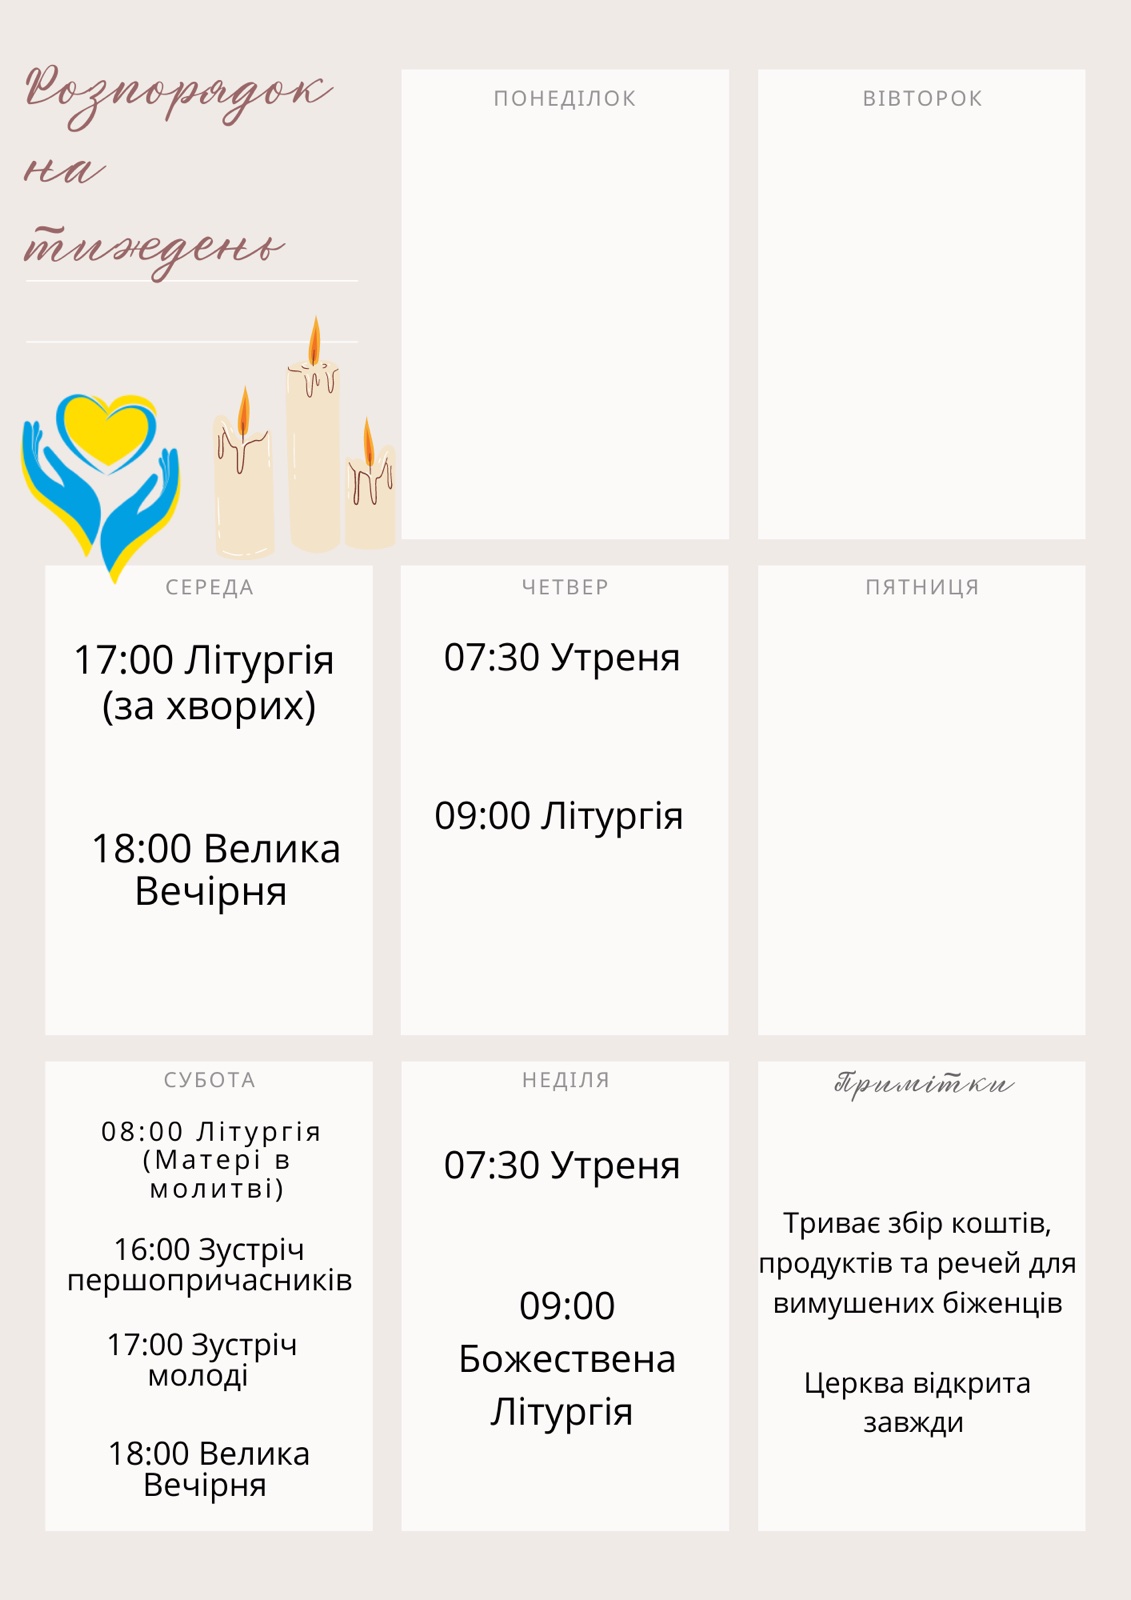 Розпорядок
на
тиждень
ПОНЕДІЛОК
ВІВТОРОК
СЕРЕДА
17:00 Літургія
(за хворих)
18:00 Велика
Вечірня
ЧЕТВЕР
07:30 Утреня
09:00 Літургія
ПЯТНИЦЯ
СУБОТА
08:00 Літургія
(Матері в
молитві)
16:00 Зустріч
першопричасників
17:00 Зустріч
молоді
18:00 Велика
Вечірня
НЕДІЛЯ
07:30 Утреня
09:00
Божествена
Літургія
Примітки
Триває збір коштів,
продуктів та речей для
вимушених біженців
Церква відкрита
завжди